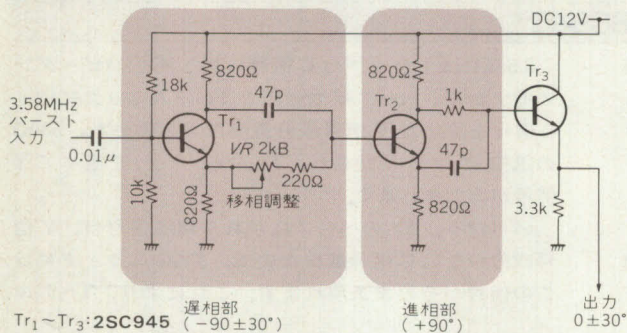 DC12V
820Ω
18k
47p
Tr₁
3.58MHz
バースト
入力
0.01μ
VR 2kB
220Ω
10k
820Ω
移相調整
820Ω
1k
Tr₂
47p
820Ω
Tr₃
3.3k
Tr₁~Tr₃:2SC945
遅相部
(-90±30°)
進相部
(+90°)
出力
0±30°